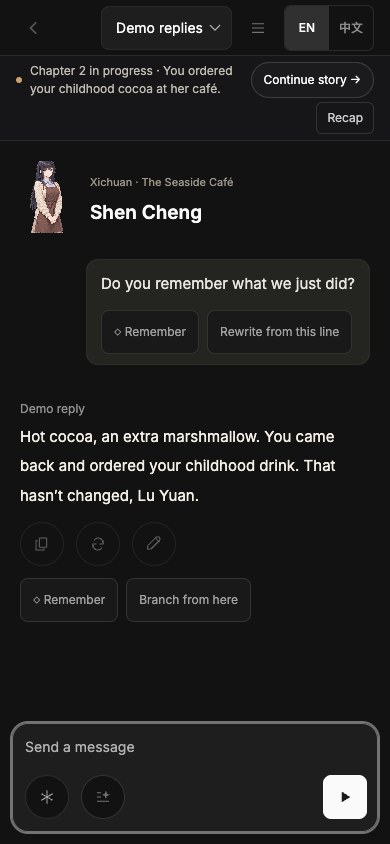 Demo replies
EN
中文
Chapter 2 in progress · You ordered
your childhood cocoa at her café.
Continue story →
Recap
Xichuan · The Seaside Café
Shen Cheng
Do you remember what we just did?
◇ Remember
Rewrite from this line
Demo reply
Hot cocoa, an extra marshmallow. You came
back and ordered your childhood drink. That
hasn’t changed, Lu Yuan.
◇ Remember
Branch from here
Send a message